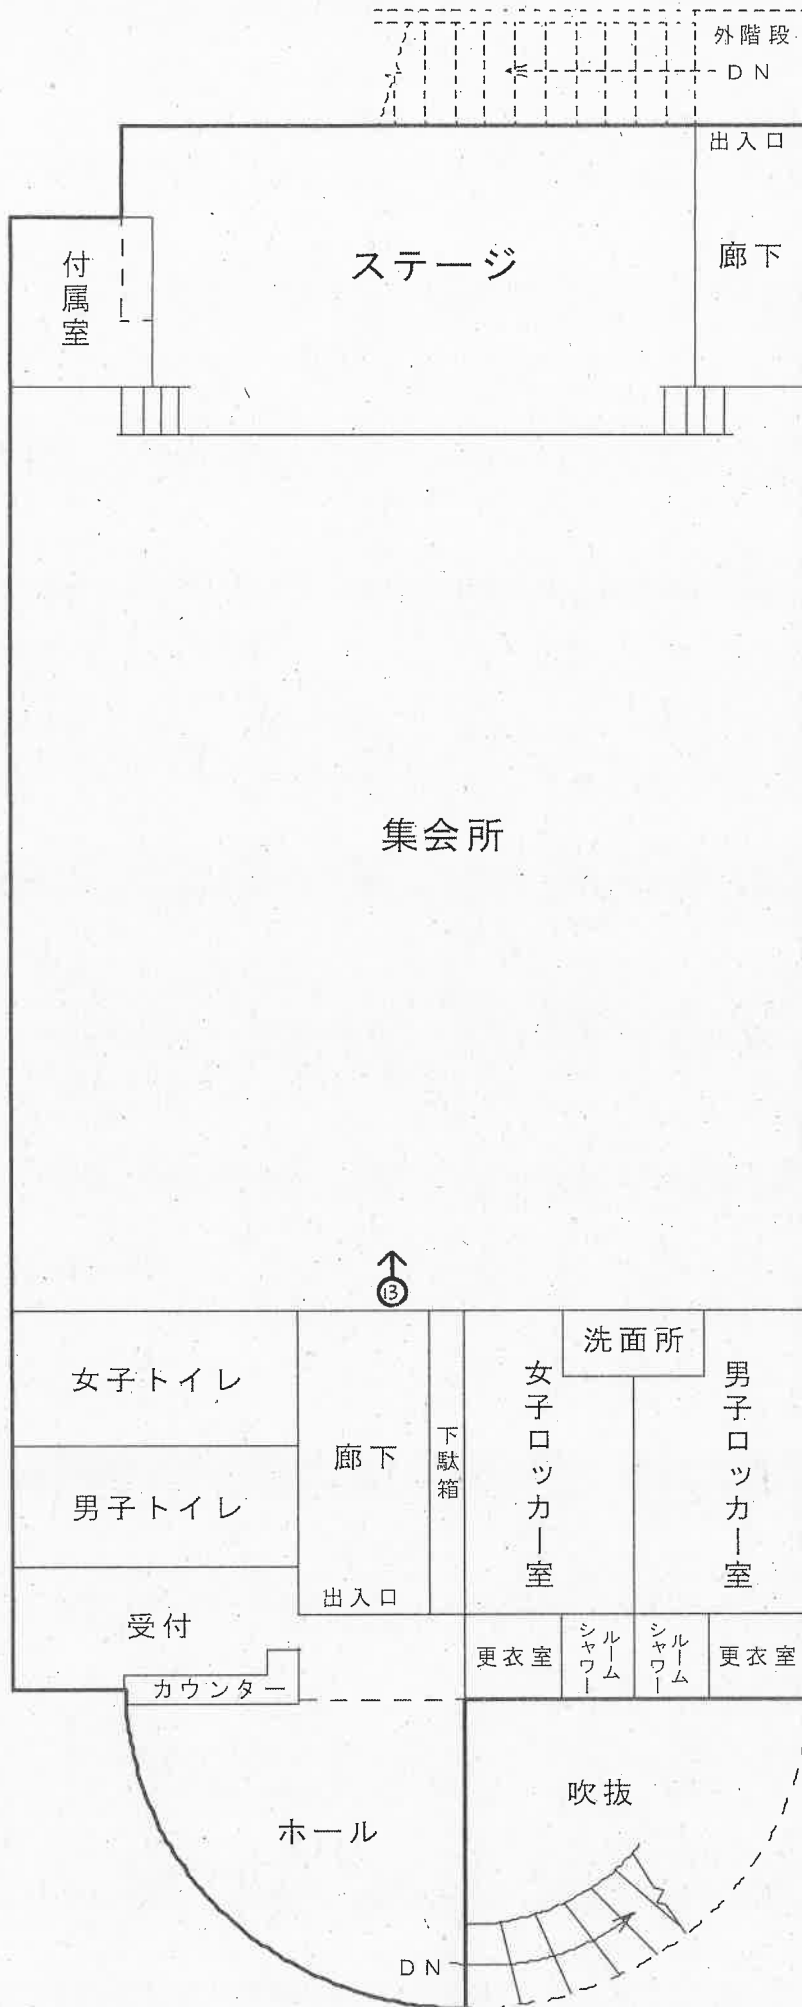 外階段
DN
出入口
付属室
ステージ
廊下
集会所
13
女子トイレ
廊下
下駄箱
女子ロッカー室
洗面所
男子ロッカー室
男子トイレ
出入口
受付
カウンター
更衣室
シャワールーム
シャワールーム
更衣室
ホール
吹抜
DN